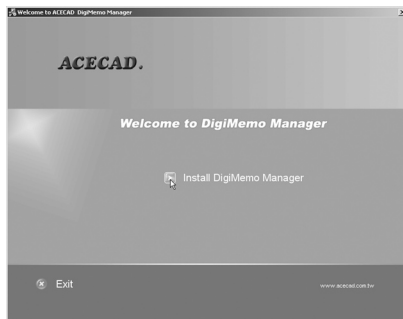 Welcome to ACECAD DigiMemo Manager
ACECAD.
Welcome to DigiMemo Manager
Install DigiMemo Manager
Exit
www.acecad.com.tw